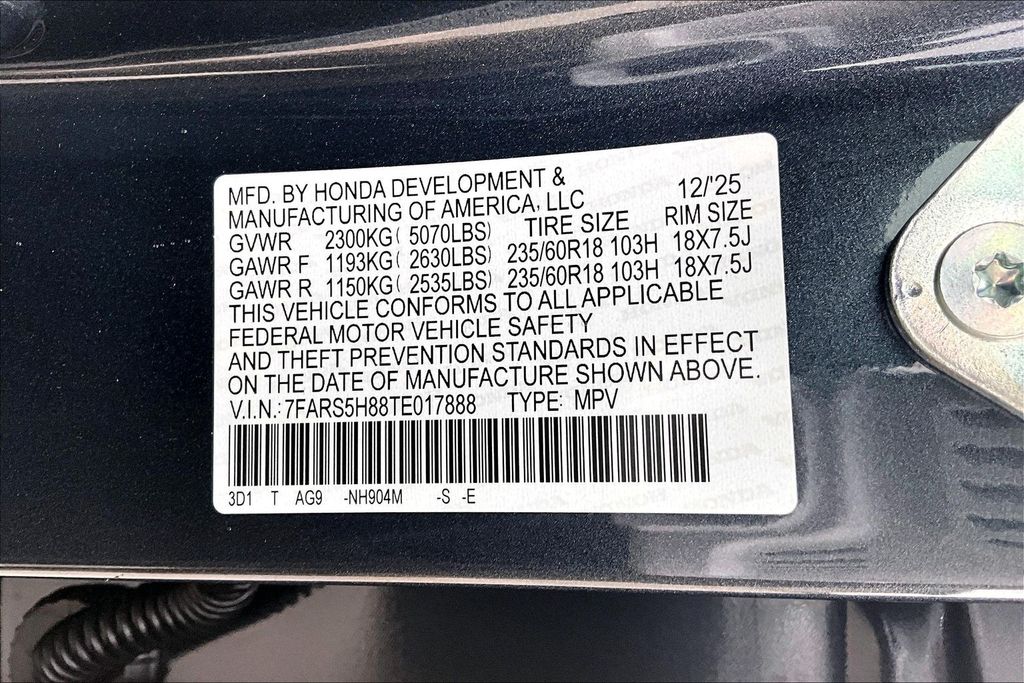 MFD. BY HONDA DEVELOPMENT &
MANUFACTURING OF AMERICA, LLC 12/'25
GVWR 2300KG( 5070LBS) TIRE SIZE RIM SIZE
GAWR F 1193KG( 2630LBS) 235/60R18 103H 18X7.5J
GAWR R 1150KG( 2535LBS) 235/60R18 103H 18X7.5J
THIS VEHICLE CONFORMS TO ALL APPLICABLE
FEDERAL MOTOR VEHICLE SAFETY
AND THEFT PREVENTION STANDARDS IN EFFECT
ON THE DATE OF MANUFACTURE SHOWN ABOVE.
V.I.N.:7FARS5H88TE017888 TYPE: MPV
3D1 T AG9 -NH904M -S -E